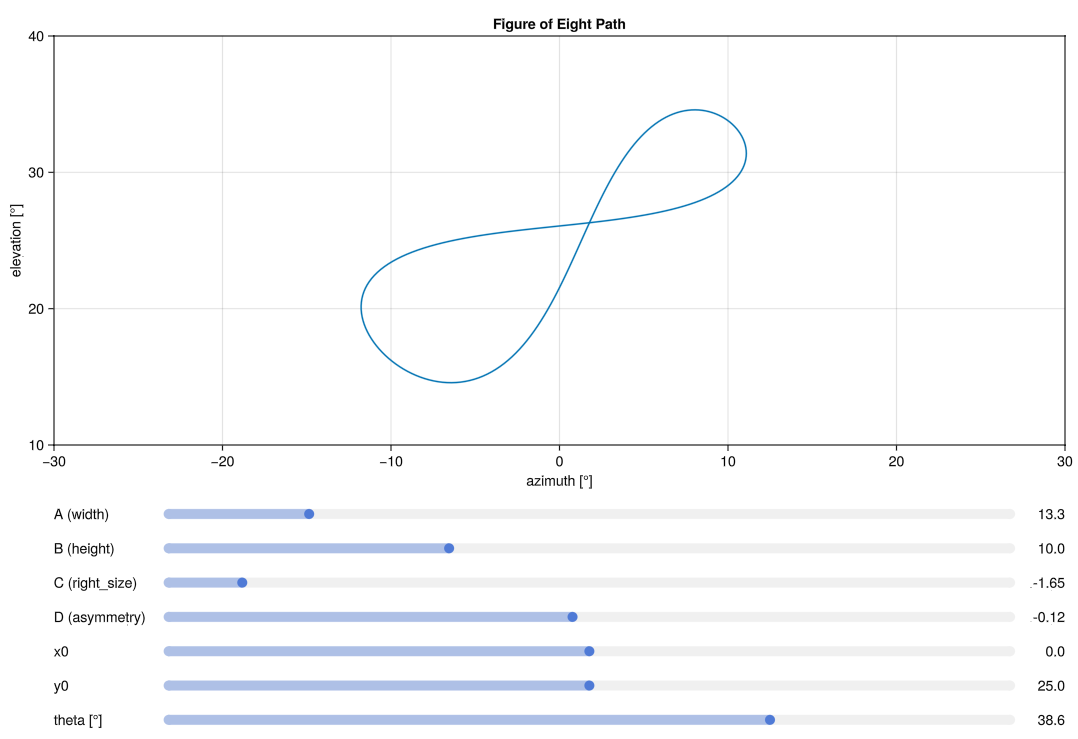 Figure of Eight Path
40
30
20
10
elevation [°]
−30 −20 −10 0 10 20 30
azimuth [°]
A (width) 13.3
B (height) 10.0
C (right_size) -1.65
D (asymmetry) -0.12
x0 0.0
y0 25.0
theta [°] 38.6